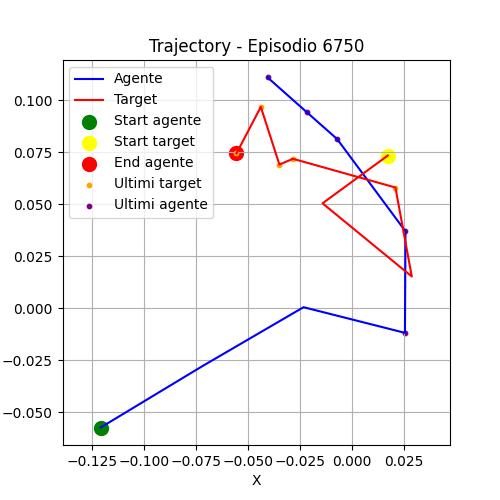 Trajectory - Episodio 6750
Agente
Target
Start agente
Start target
End agente
Ultimi target
Ultimi agente
0.100
0.075
0.050
0.025
0.000
−0.025
−0.050
−0.125 −0.100 −0.075 −0.050 −0.025 0.000 0.025
X